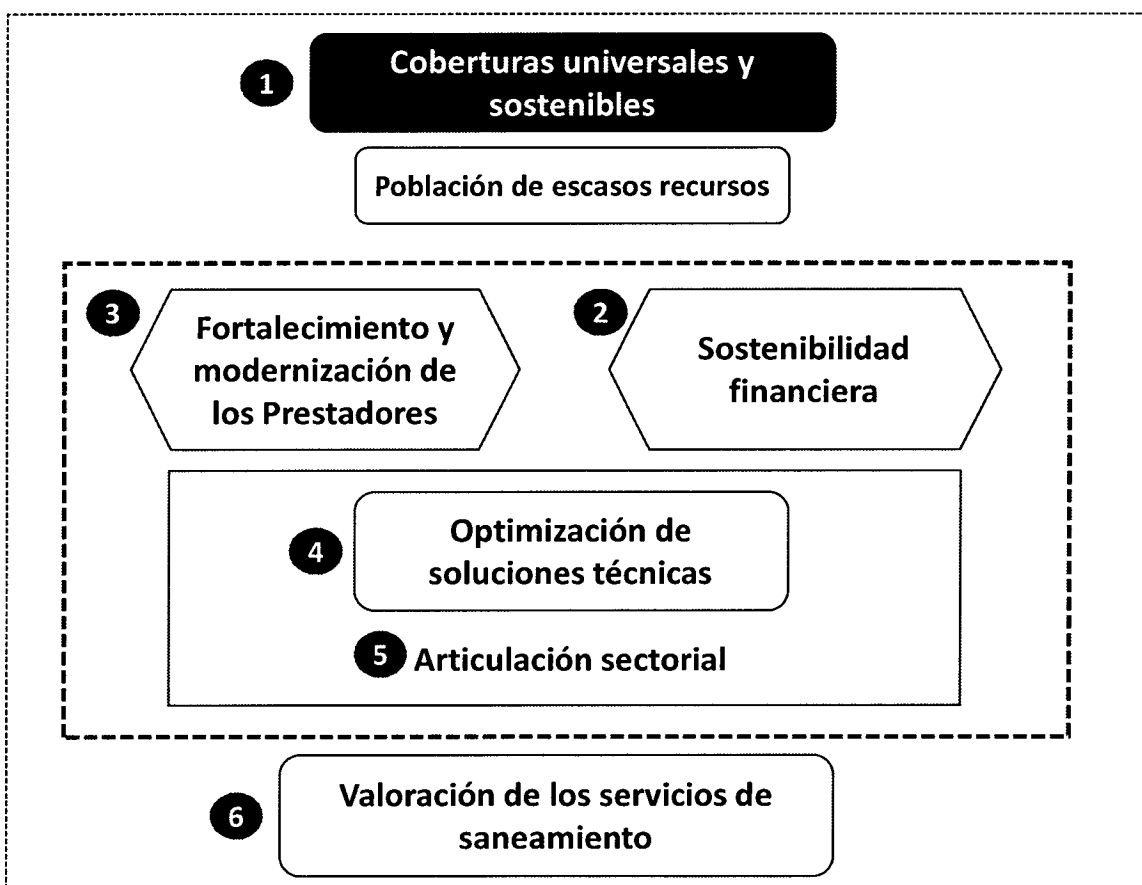 1
Coberturas universales y
sostenibles
Población de escasos recursos
3
Fortalecimiento y
modernización de
los Prestadores
2
Sostenibilidad
financiera
4
Optimización de
soluciones técnicas
5 Articulación sectorial
6
Valoración de los servicios de
saneamiento